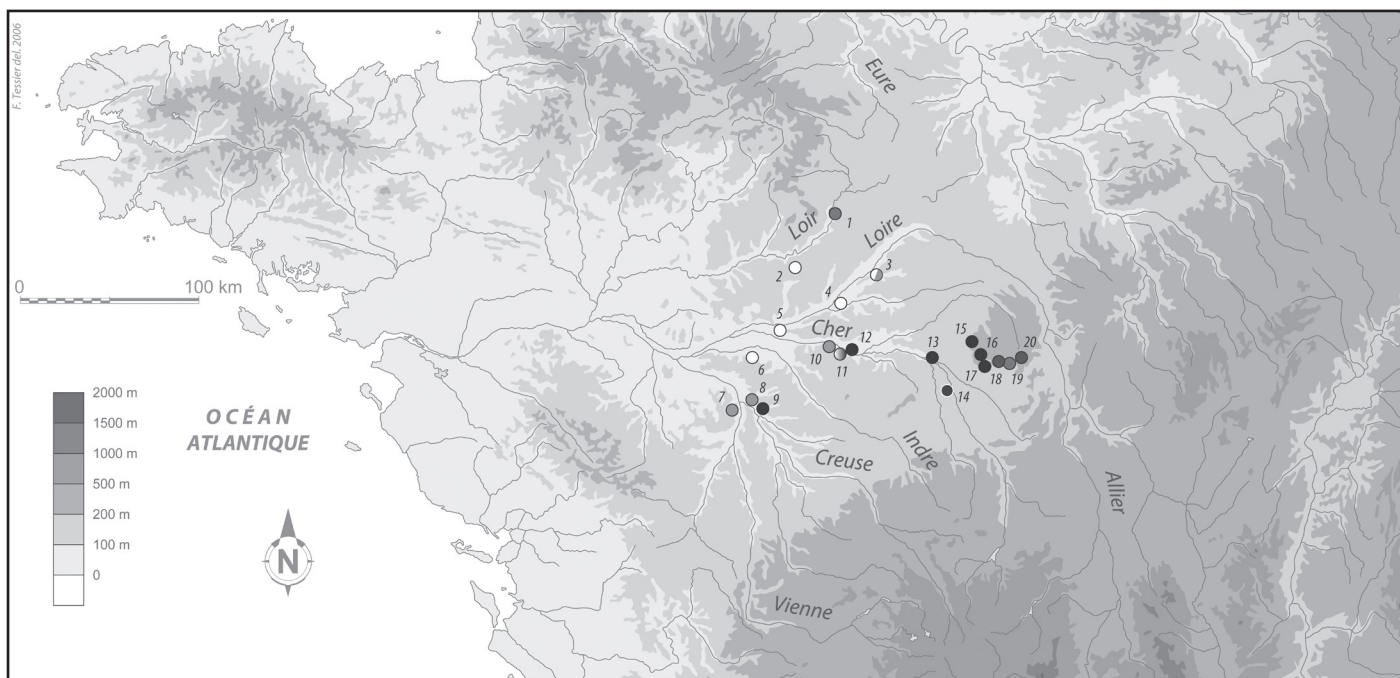 F. Tessier del. 2006
Eure
Loir
1
Loire
2
3
0 100 km
4
5
Cher
12
10
11
13
15
16
20
17
18
19
6
14
7
8
9
2000 m
1500 m
1000 m
500 m
200 m
100 m
0
OCÉAN
ATLANTIQUE
Creuse
Indre
Allier
N
Vienne